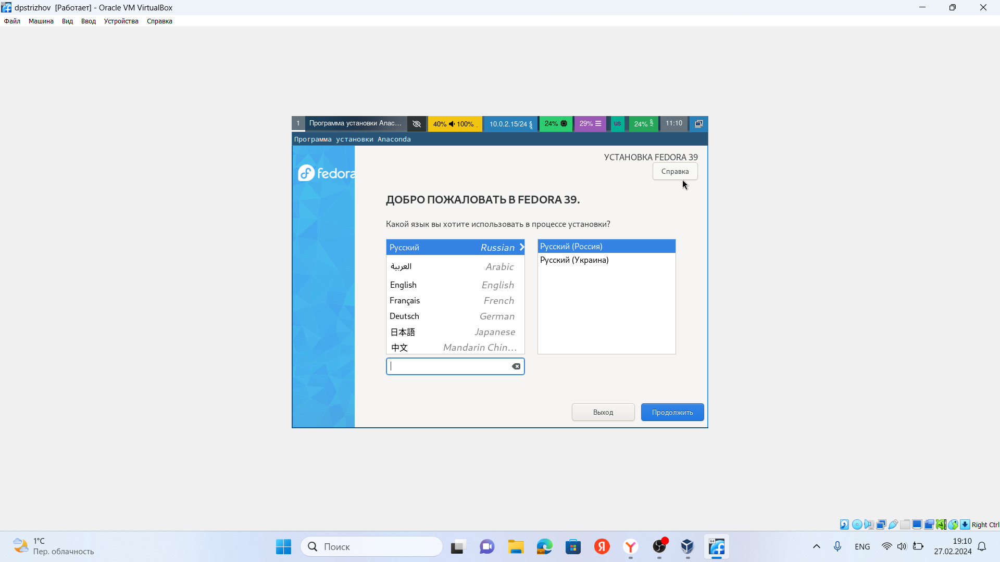 dpstrizhov [Работает] - Oracle VM VirtualBox
Файл Машина Вид Ввод Устройства Справка
1 Программа установки Anac... 40% 100% 10.0.2.15/24 24% 29% us 24% 11:10
Программа установки Anaconda
fedora
УСТАНОВКА FEDORA 39
Справка
ДОБРО ПОЖАЛОВАТЬ В FEDORA 39.
Какой язык вы хотите использовать в процессе установки?
Русский Russian
العربية Arabic
English English
Français French
Deutsch German
日本語 Japanese
中文 Mandarin Chin...
Русский (Россия)
Русский (Украина)
Выход Продолжить
Right Ctrl
1°C
Пер. облачность
Поиск
64
ENG
19:10
27.02.2024